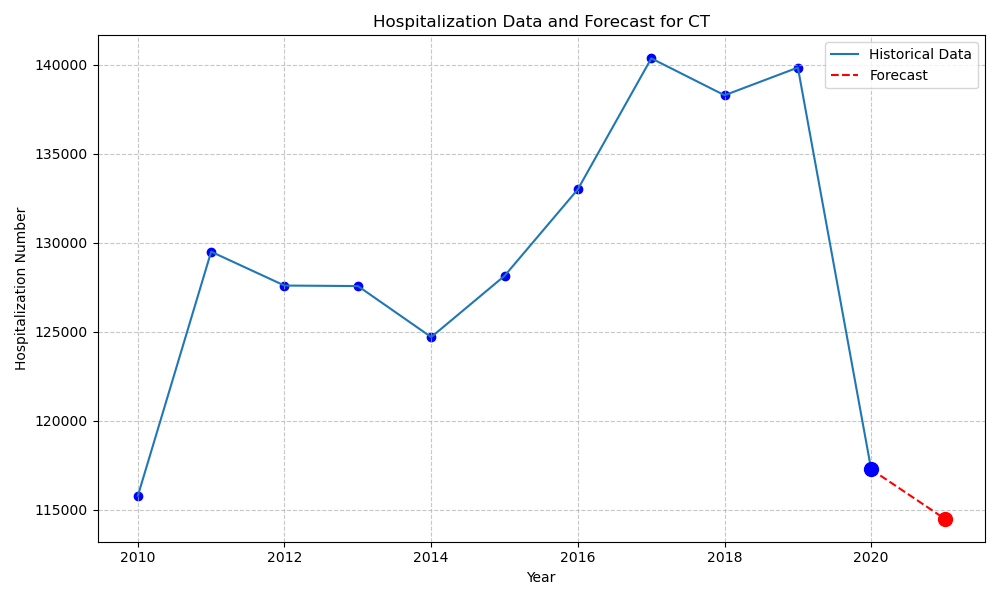 Hospitalization Data and Forecast for CT
Historical Data
Forecast
Hospitalization Number
140000
135000
130000
125000
120000
115000
2010
2012
2014
2016
2018
2020
Year